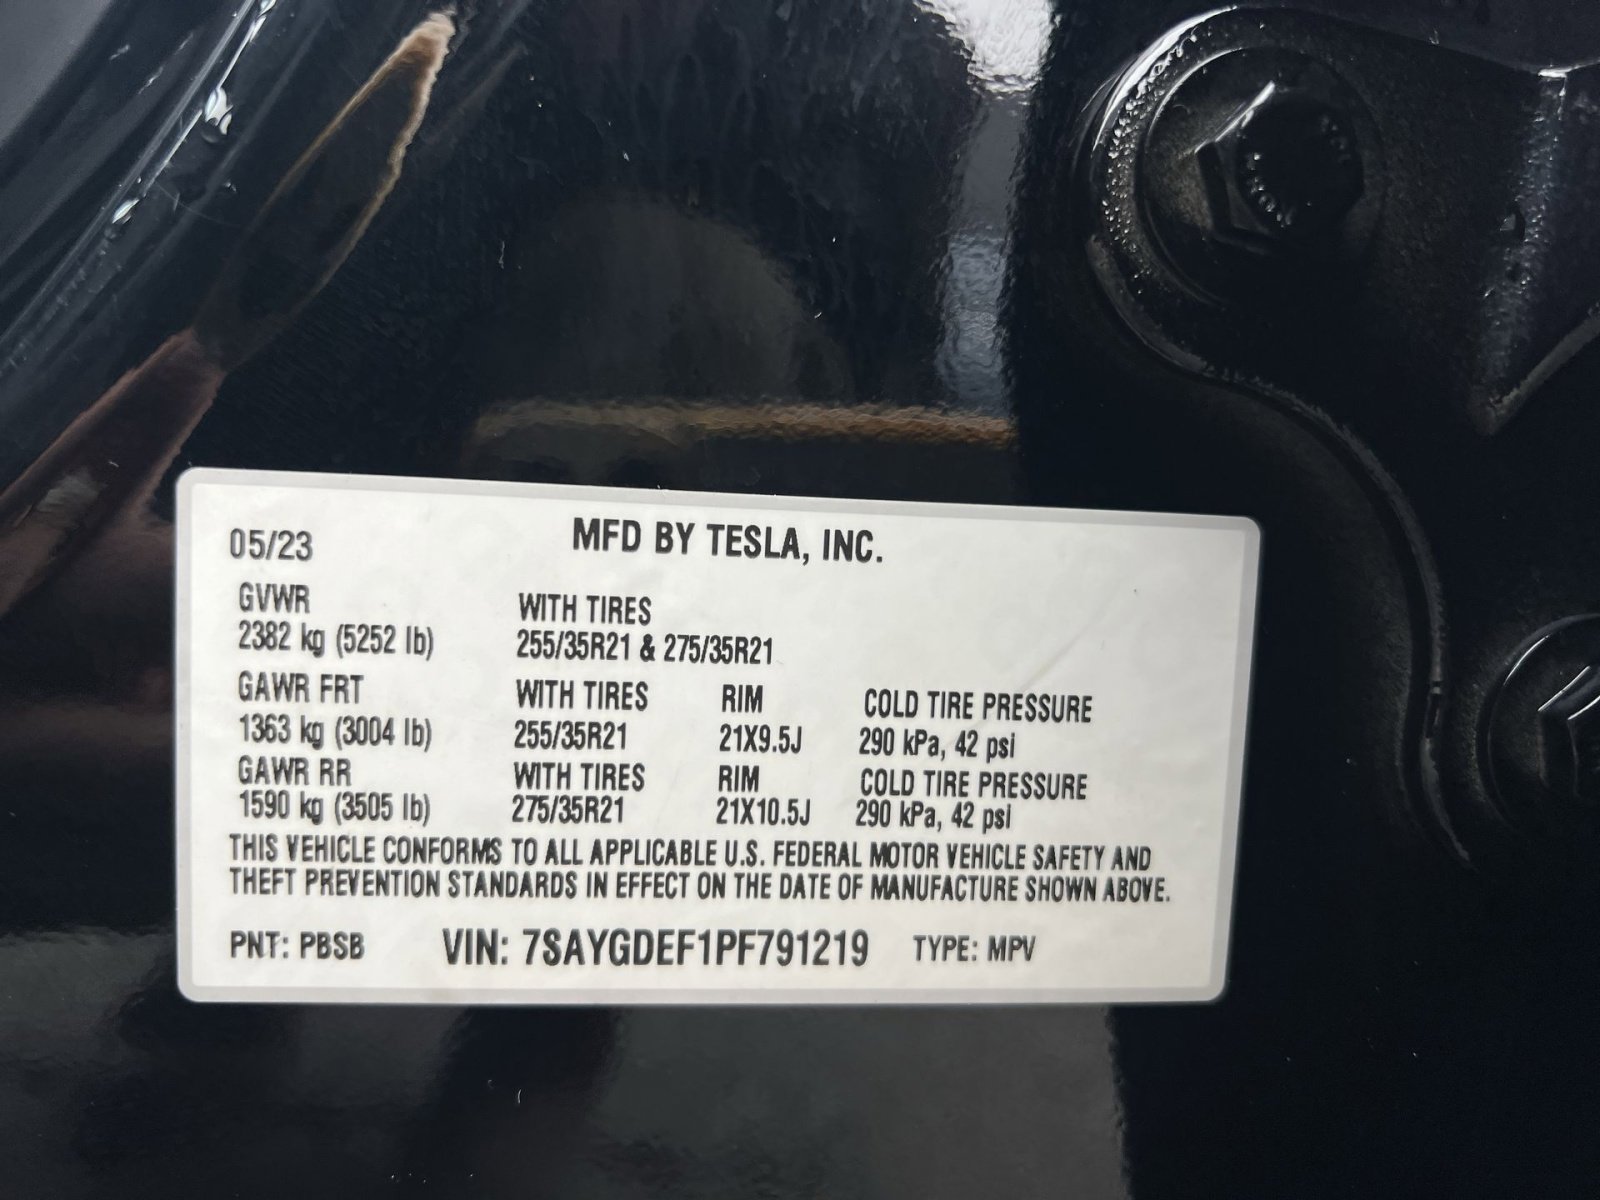 05/23 MFD BY TESLA, INC.
GVWR WITH TIRES
2382 kg (5252 lb) 255/35R21 & 275/35R21
GAWR FRT WITH TIRES RIM COLD TIRE PRESSURE
1363 kg (3004 lb) 255/35R21 21X9.5J 290 kPa, 42 psi
GAWR RR WITH TIRES RIM COLD TIRE PRESSURE
1590 kg (3505 lb) 275/35R21 21X10.5J 290 kPa, 42 psi
THIS VEHICLE CONFORMS TO ALL APPLICABLE U.S. FEDERAL MOTOR VEHICLE SAFETY AND
THEFT PREVENTION STANDARDS IN EFFECT ON THE DATE OF MANUFACTURE SHOWN ABOVE.
PNT: PBSB VIN: 7SAYGDEF1PF791219 TYPE: MPV